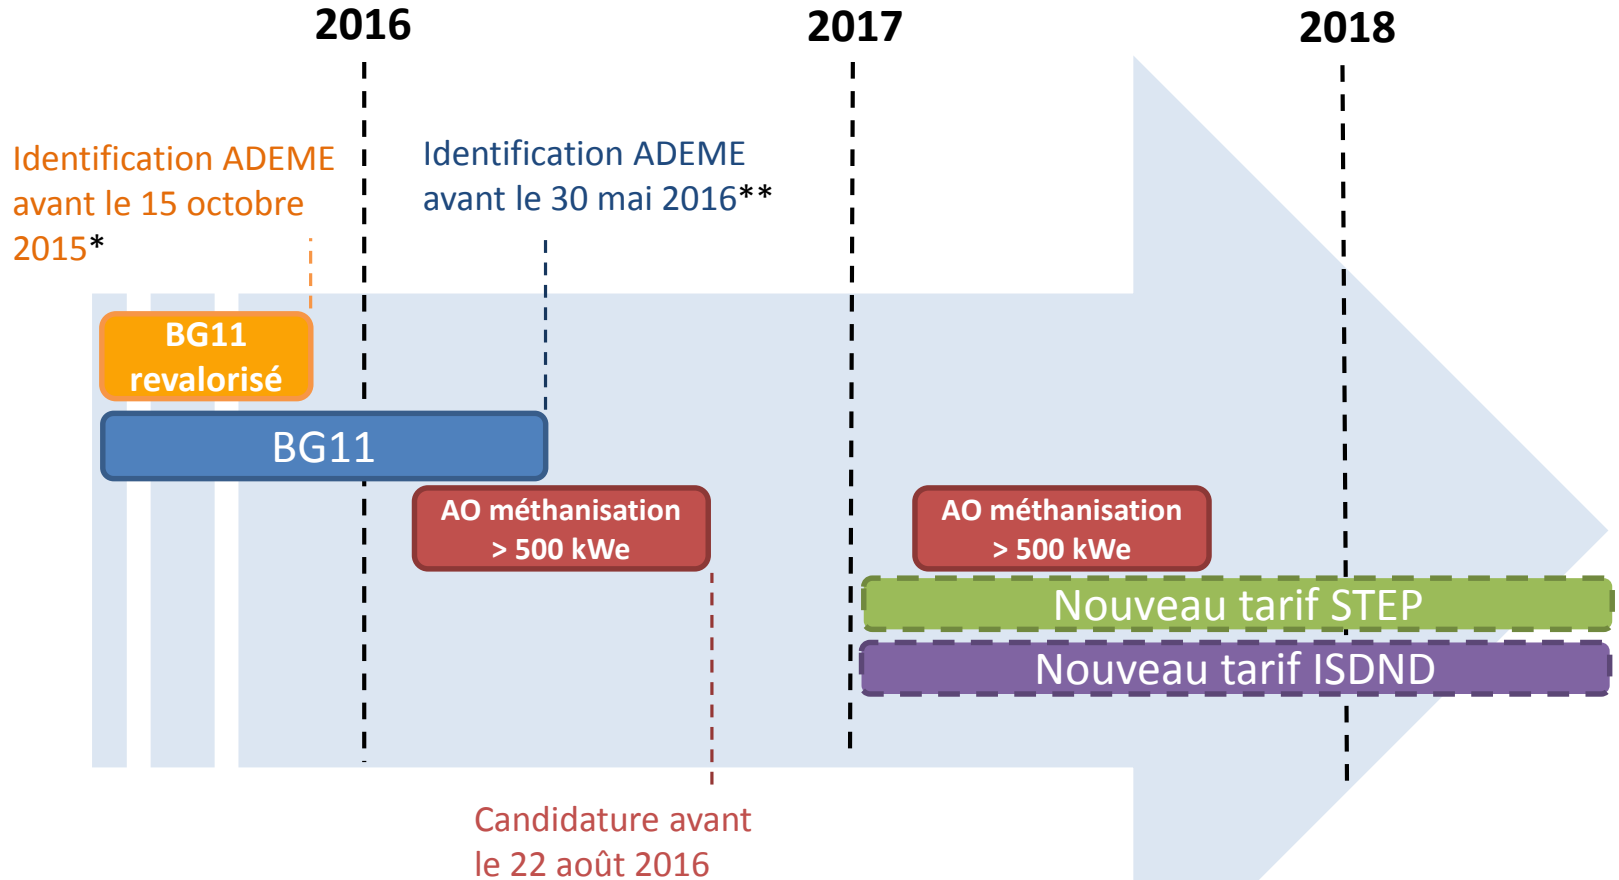 2016
2017
2018
Identification ADEME
avant le 15 octobre
2015*
Identification ADEME
avant le 30 mai 2016**
BG11
revalorisé
BG11
AO méthanisation
> 500 kWe
AO méthanisation
> 500 kWe
Nouveau tarif STEP
Nouveau tarif ISDND
Candidature avant
le 22 août 2016